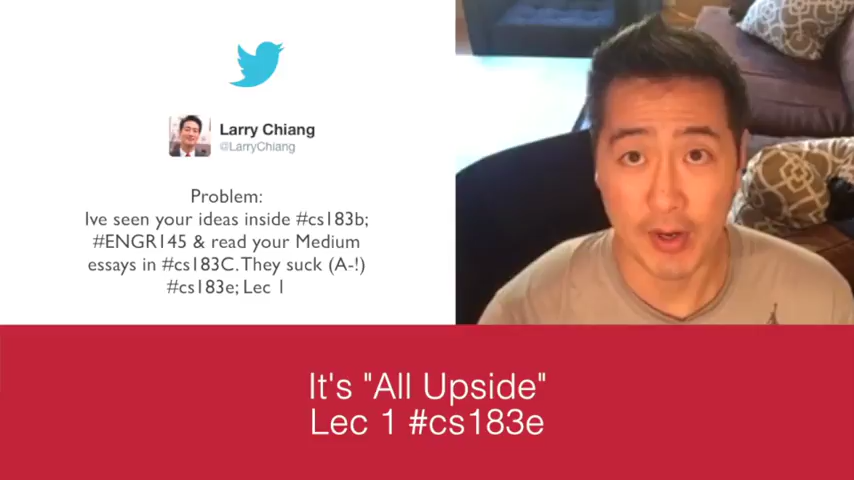 Larry Chiang
@LarryChiang
Problem:
Ive seen your ideas inside #cs183b;
#ENGR145 & read your Medium
essays in #cs183C. They suck (A-!)
#cs183e; Lec 1
It's "All Upside"
Lec 1 #cs183e